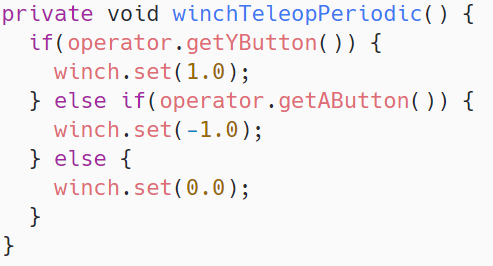 private void winchTeleopPeriodic() {
  if(operator.getYButton()) {
    winch.set(1.0);
  } else if(operator.getAButton()) {
    winch.set(-1.0);
  } else {
    winch.set(0.0);
  }
}